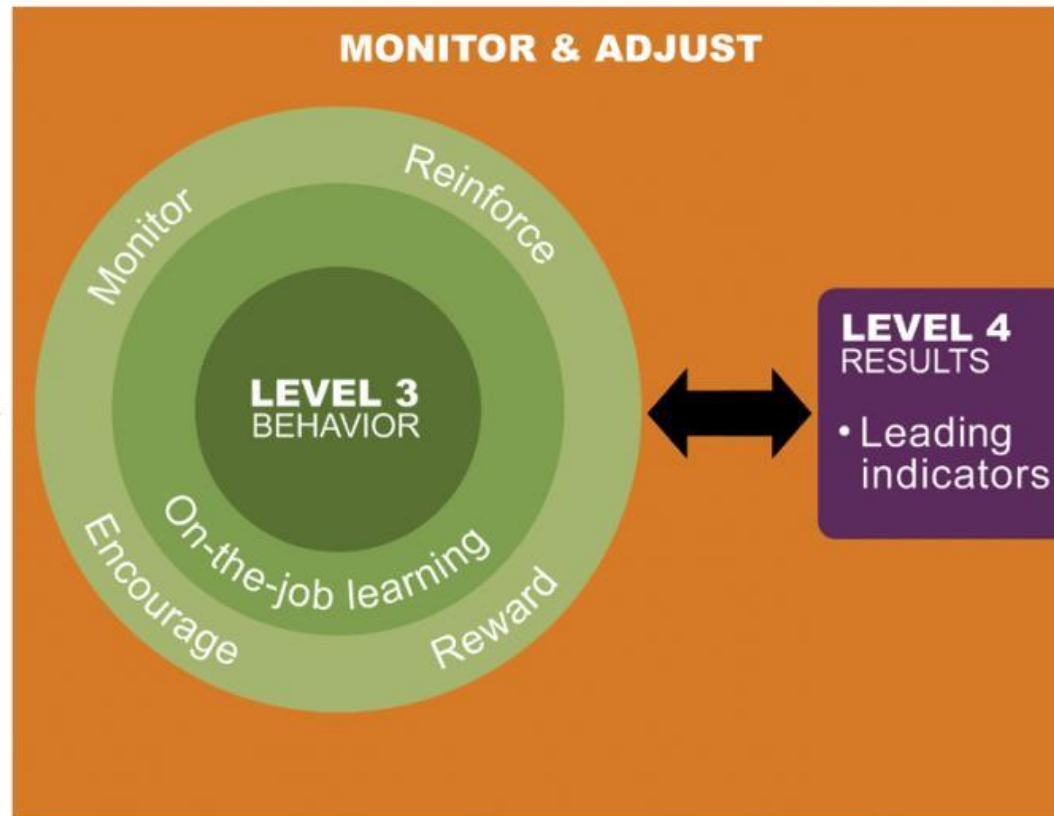 MONITOR & ADJUST
Monitor
Reinforce
LEVEL 3
BEHAVIOR
On-the-job learning
Encourage
Reward
LEVEL 4
RESULTS
• Leading
indicators